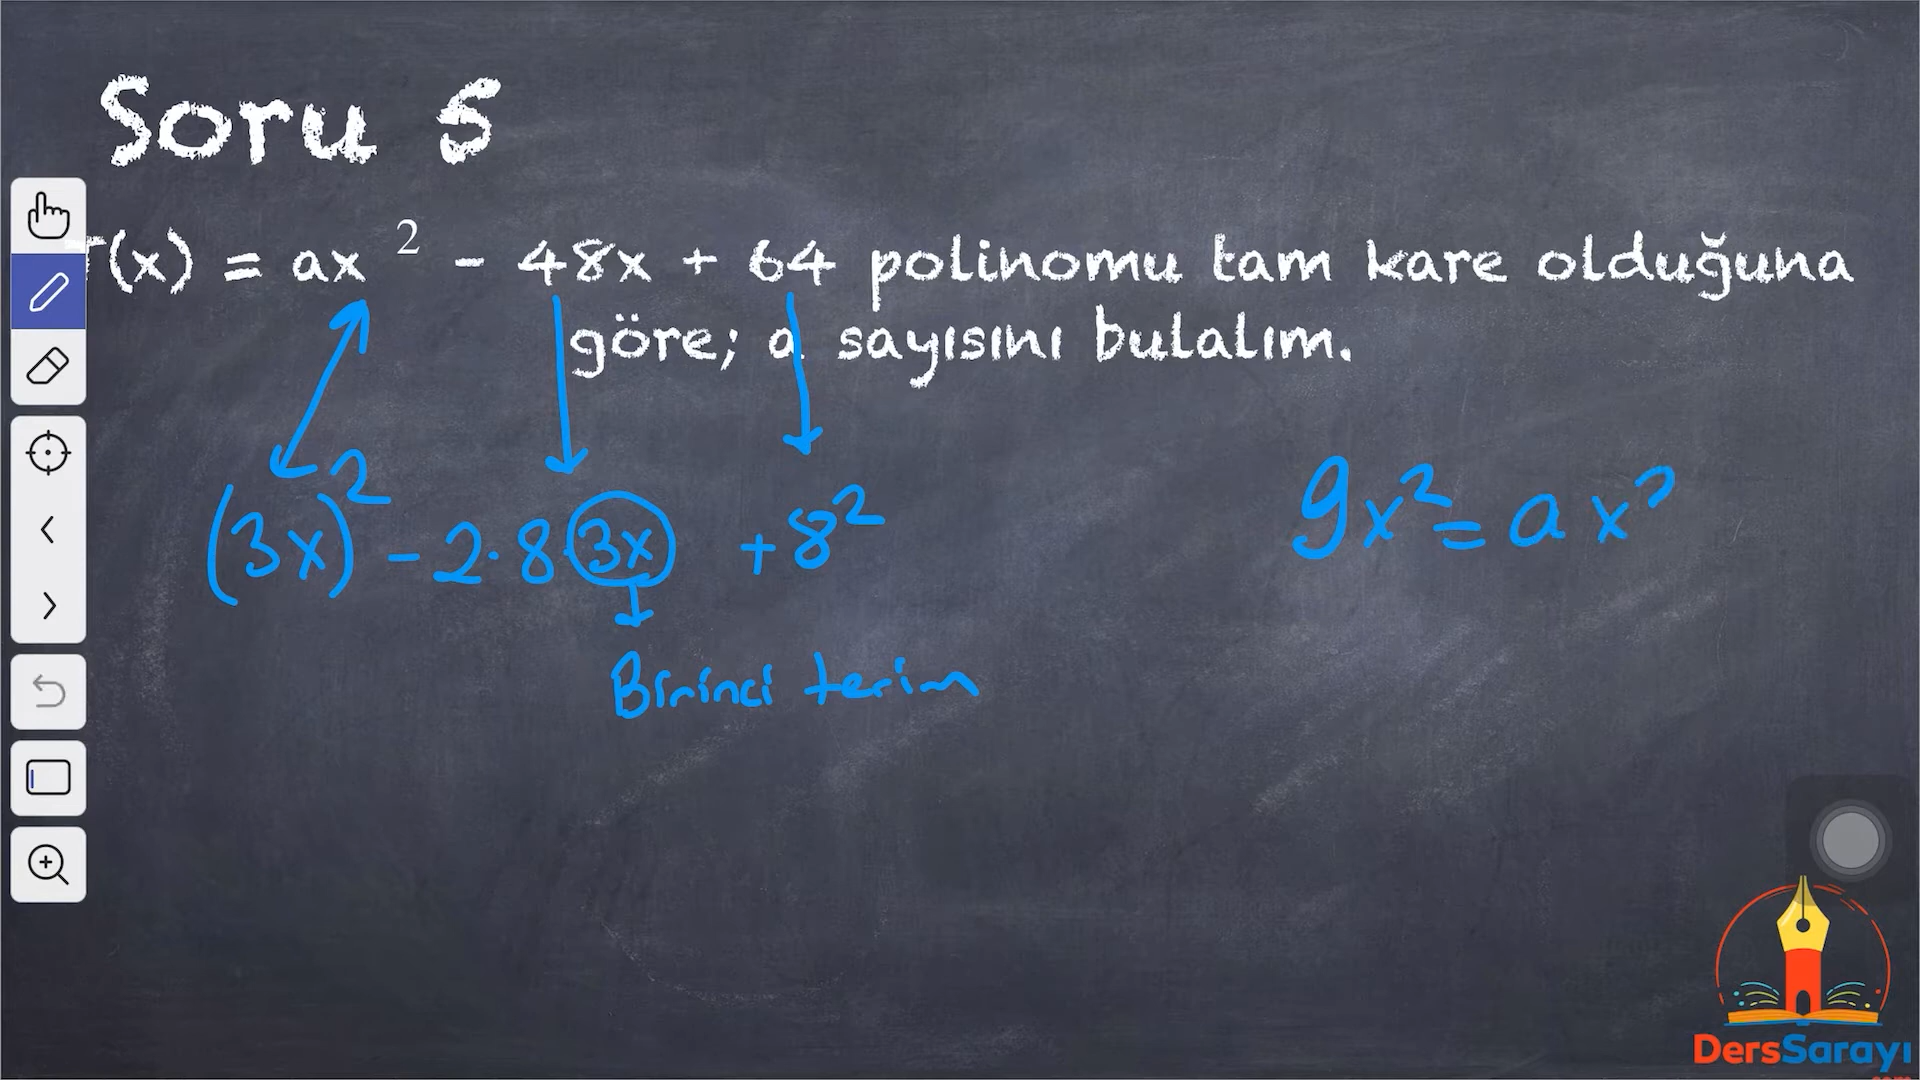 Soru 5
(x) = ax² - 48x + 64 polinomu tam kare olduğuna
göre; a sayısını bulalım.
(3x)² - 2·8·3x + 8²
9x² = ax²
Birinci terim
DersSarayı